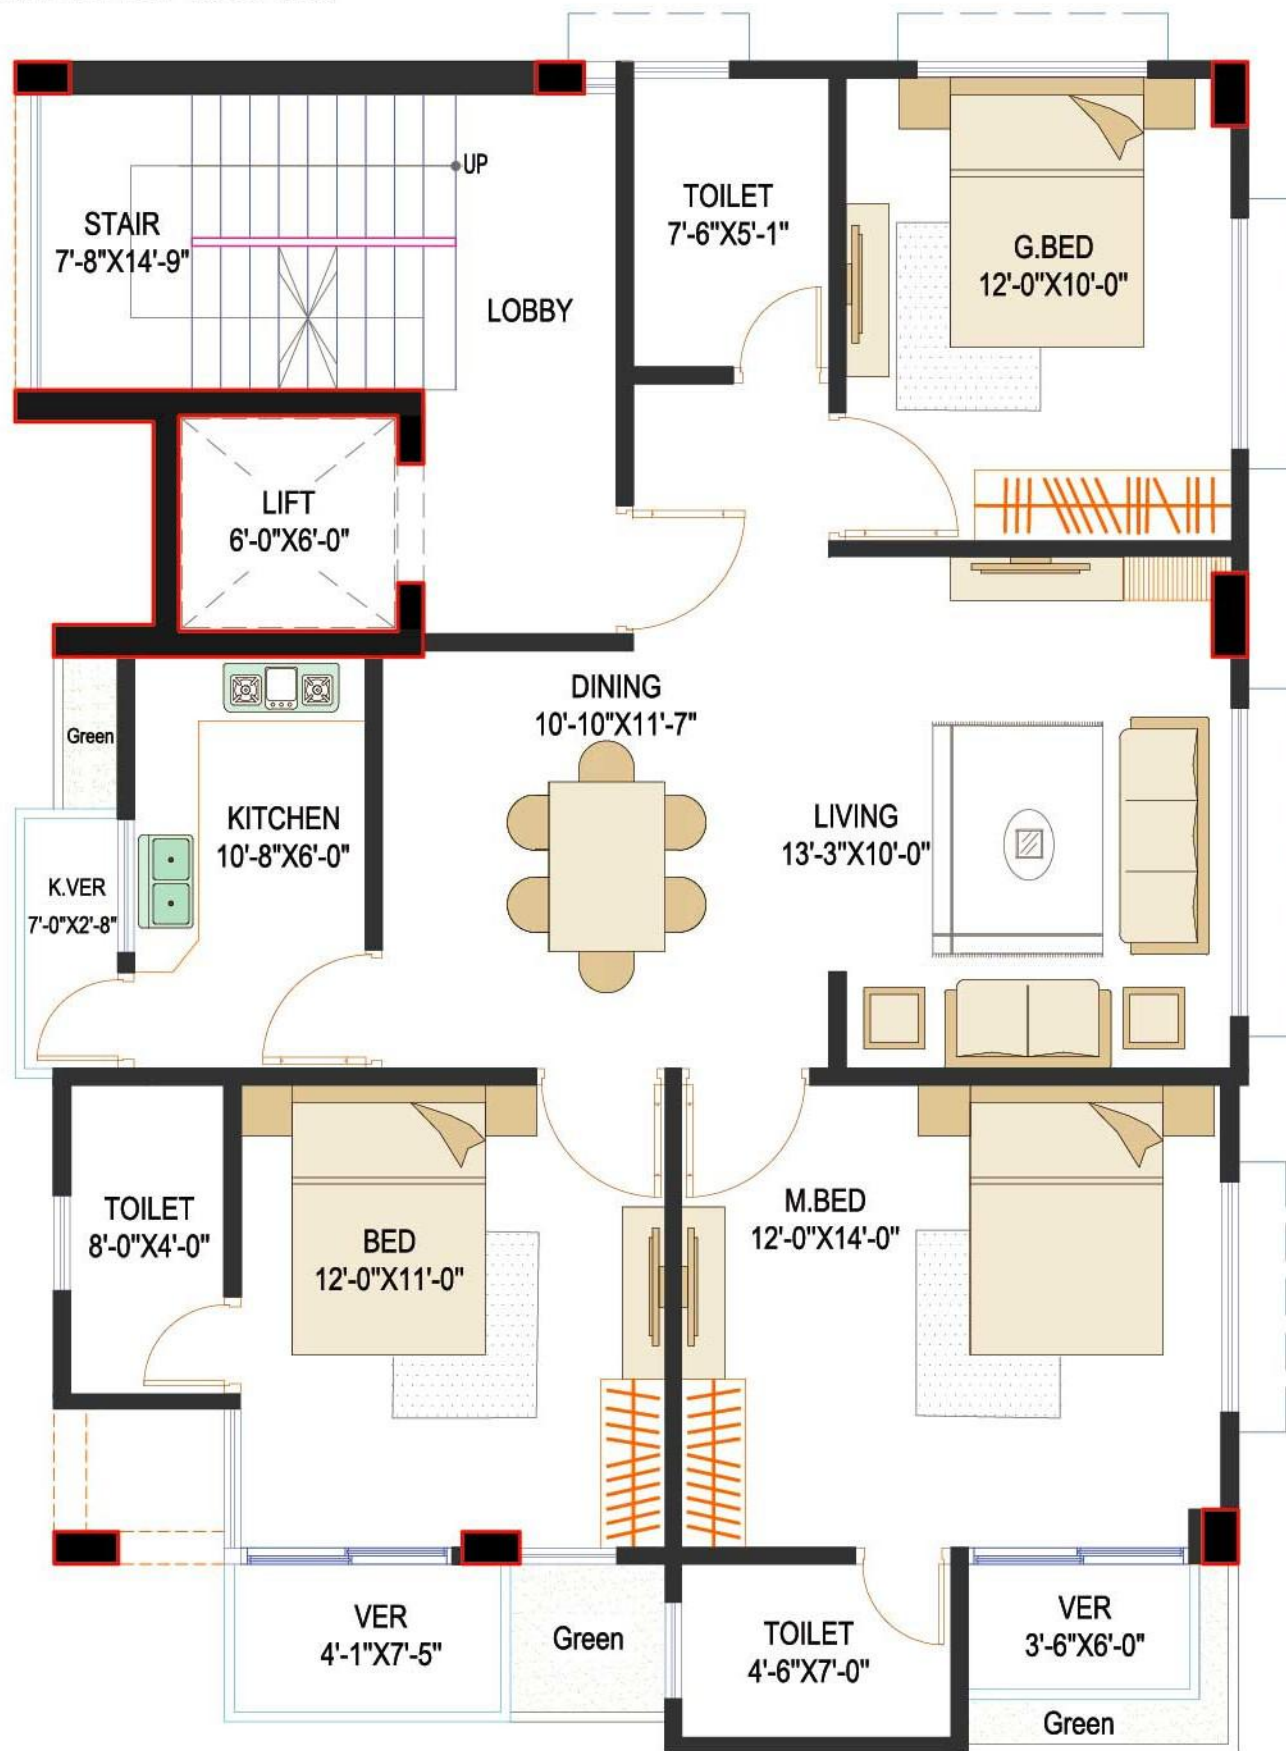 UP
STAIR
7'-8"X14'-9"
LOBBY
TOILET
7'-6"X5'-1"
G.BED
12'-0"X10'-0"
LIFT
6'-0"X6'-0"
Green
DINING
10'-10"X11'-7"
KITCHEN
10'-8"X6'-0"
LIVING
13'-3"X10'-0"
K.VER
7'-0"X2'-8"
TOILET
8'-0"X4'-0"
BED
12'-0"X11'-0"
M.BED
12'-0"X14'-0"
VER
4'-1"X7'-5"
Green
TOILET
4'-6"X7'-0"
VER
3'-6"X6'-0"
Green